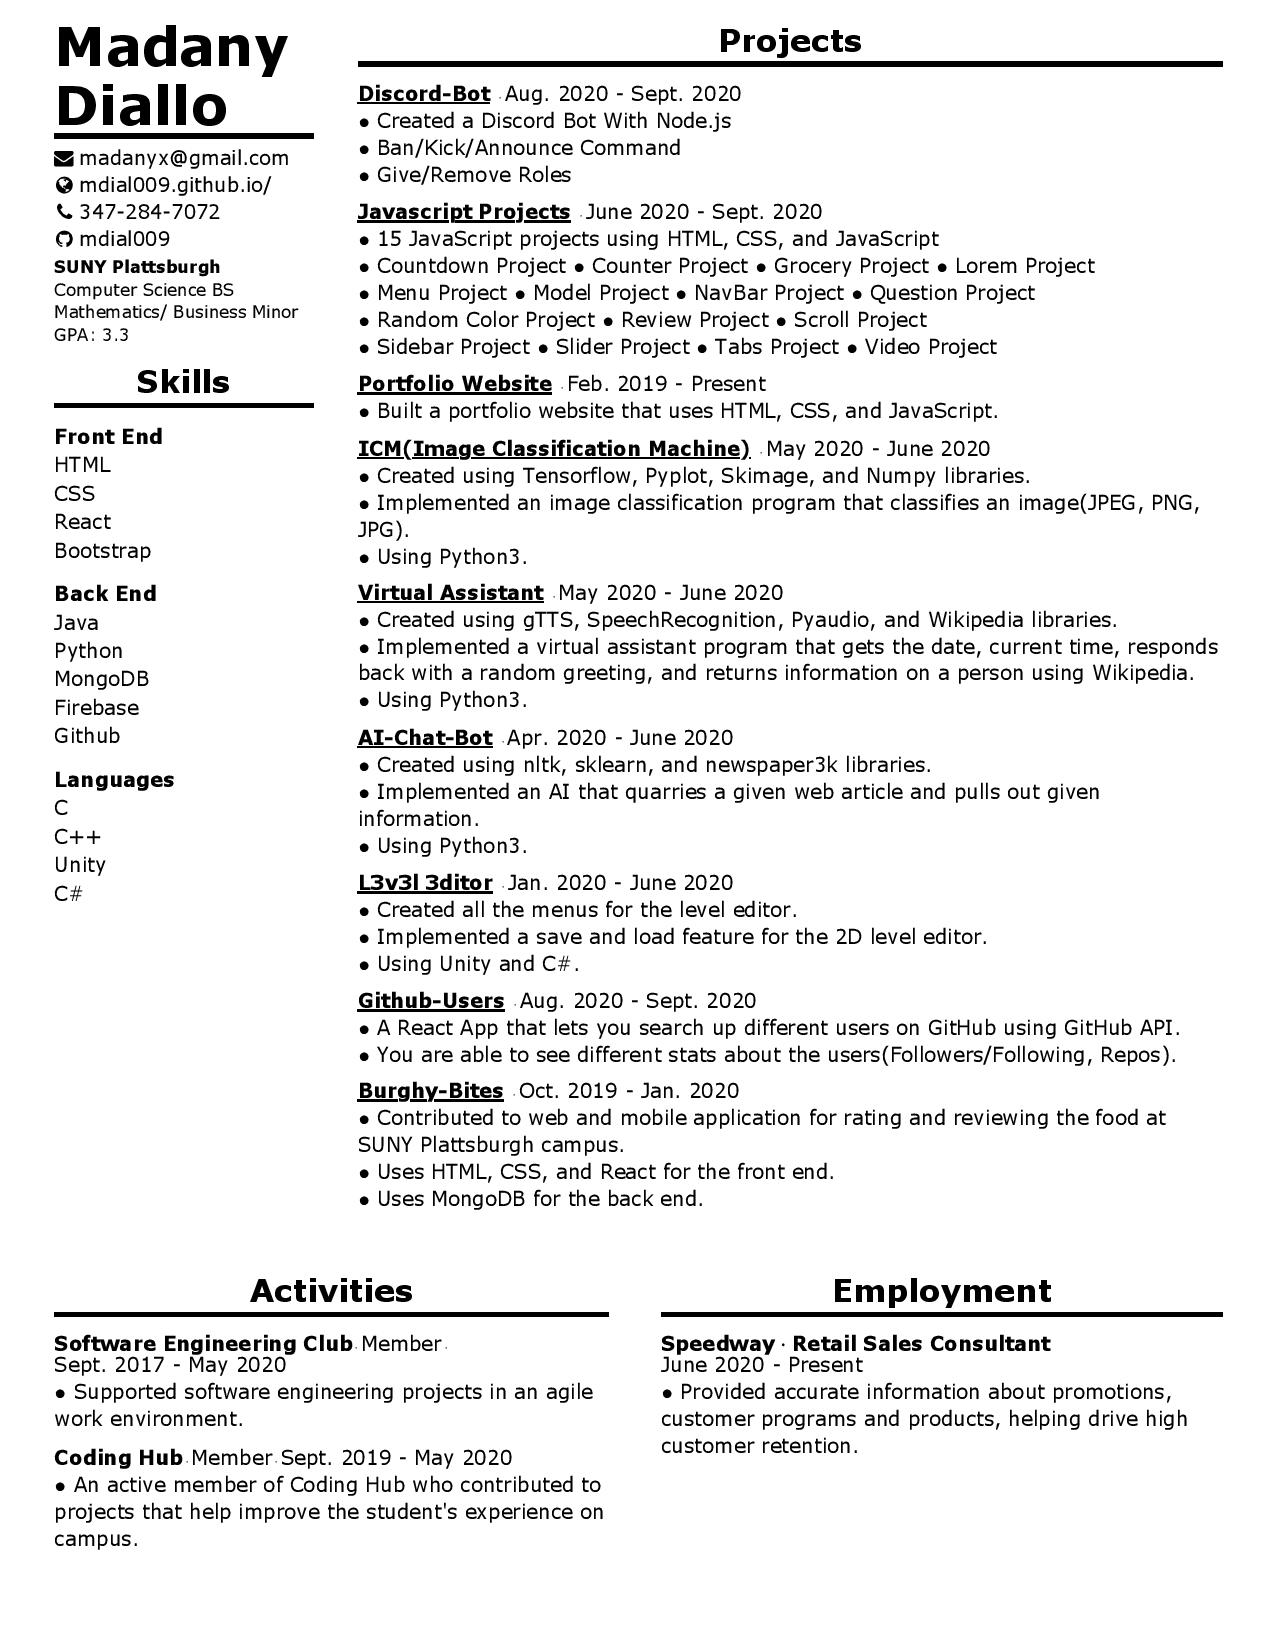 Madany
Diallo
madanyx@gmail.com
mdial009.github.io/
347-284-7072
mdial009
SUNY Plattsburgh
Computer Science BS
Mathematics/ Business Minor
GPA: 3.3
Skills
Front End
HTML
CSS
React
Bootstrap
Back End
Java
Python
MongoDB
Firebase
Github
Languages
C
C++
Unity
C#
Projects
Discord-Bot · Aug. 2020 - Sept. 2020
● Created a Discord Bot With Node.js
● Ban/Kick/Announce Command
● Give/Remove Roles
Javascript Projects · June 2020 - Sept. 2020
● 15 JavaScript projects using HTML, CSS, and JavaScript
● Countdown Project ● Counter Project ● Grocery Project ● Lorem Project
● Menu Project ● Model Project ● NavBar Project ● Question Project
● Random Color Project ● Review Project ● Scroll Project
● Sidebar Project ● Slider Project ● Tabs Project ● Video Project
Portfolio Website · Feb. 2019 - Present
● Built a portfolio website that uses HTML, CSS, and JavaScript.
ICM(Image Classification Machine) · May 2020 - June 2020
● Created using Tensorflow, Pyplot, Skimage, and Numpy libraries.
● Implemented an image classification program that classifies an image(JPEG, PNG,
JPG).
● Using Python3.
Virtual Assistant · May 2020 - June 2020
● Created using gTTS, SpeechRecognition, Pyaudio, and Wikipedia libraries.
● Implemented a virtual assistant program that gets the date, current time, responds
back with a random greeting, and returns information on a person using Wikipedia.
● Using Python3.
AI-Chat-Bot · Apr. 2020 - June 2020
● Created using nltk, sklearn, and newspaper3k libraries.
● Implemented an AI that quarries a given web article and pulls out given
information.
● Using Python3.
L3v3l 3ditor · Jan. 2020 - June 2020
● Created all the menus for the level editor.
● Implemented a save and load feature for the 2D level editor.
● Using Unity and C#.
Github-Users · Aug. 2020 - Sept. 2020
● A React App that lets you search up different users on GitHub using GitHub API.
● You are able to see different stats about the users(Followers/Following, Repos).
Burghy-Bites · Oct. 2019 - Jan. 2020
● Contributed to web and mobile application for rating and reviewing the food at
SUNY Plattsburgh campus.
● Uses HTML, CSS, and React for the front end.
● Uses MongoDB for the back end.
Activities
Software Engineering Club · Member ·
Sept. 2017 - May 2020
● Supported software engineering projects in an agile
work environment.
Coding Hub · Member · Sept. 2019 - May 2020
● An active member of Coding Hub who contributed to
projects that help improve the student's experience on
campus.
Employment
Speedway · Retail Sales Consultant
June 2020 - Present
● Provided accurate information about promotions,
customer programs and products, helping drive high
customer retention.